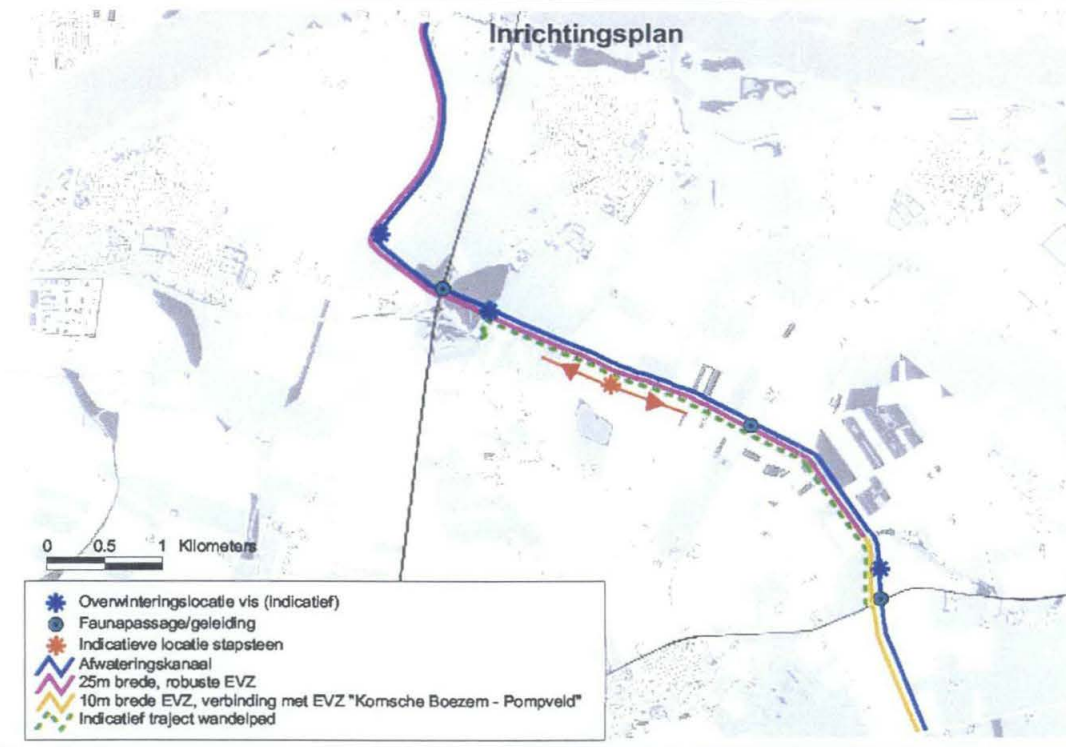 Inrichtingsplan
0 0.5 1 Kilometers
Overwinteringslocatie vis (indicatief)
Faunapassage/geleiding
Indicatieve locatie stapsteen
Afwateringskanaal
25m brede, robuste EVZ
10m brede EVZ, verbinding met EVZ "Kornsche Boezem - Pompveld"
Indicatief traject wandelpad